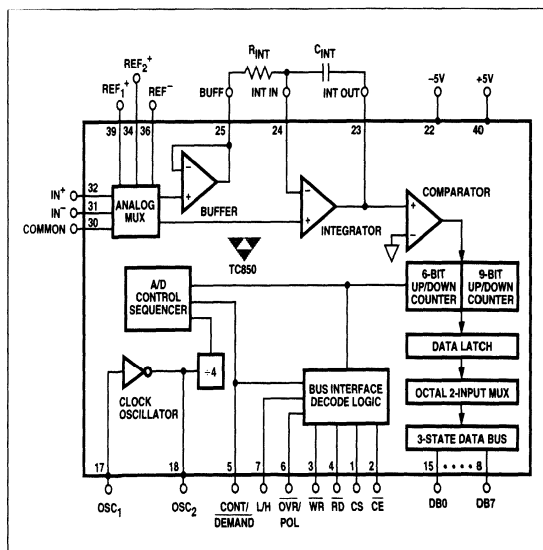 REF1+
REF2+
REF−
BUFF
RINT
INT IN
CINT
INT OUT
−5V
+5V
39
34
36
25
24
23
22
40
IN+
32
IN−
31
COMMON
30
ANALOG
MUX
−
+
BUFFER
−
+
INTEGRATOR
COMPARATOR
+
−
TC850
A/D
CONTROL
SEQUENCER
6-BIT
UP/DOWN
COUNTER
9-BIT
UP/DOWN
COUNTER
DATA LATCH
÷4
CLOCK
OSCILLATOR
BUS INTERFACE
DECODE LOGIC
OCTAL 2-INPUT MUX
3-STATE DATA BUS
17
18
5
7
6
3
4
1
2
15
8
OSC1
OSC2
CONT/
DEMAND
L/H
OVR/
POL
WR
RD
CS
CE
DB0
DB7